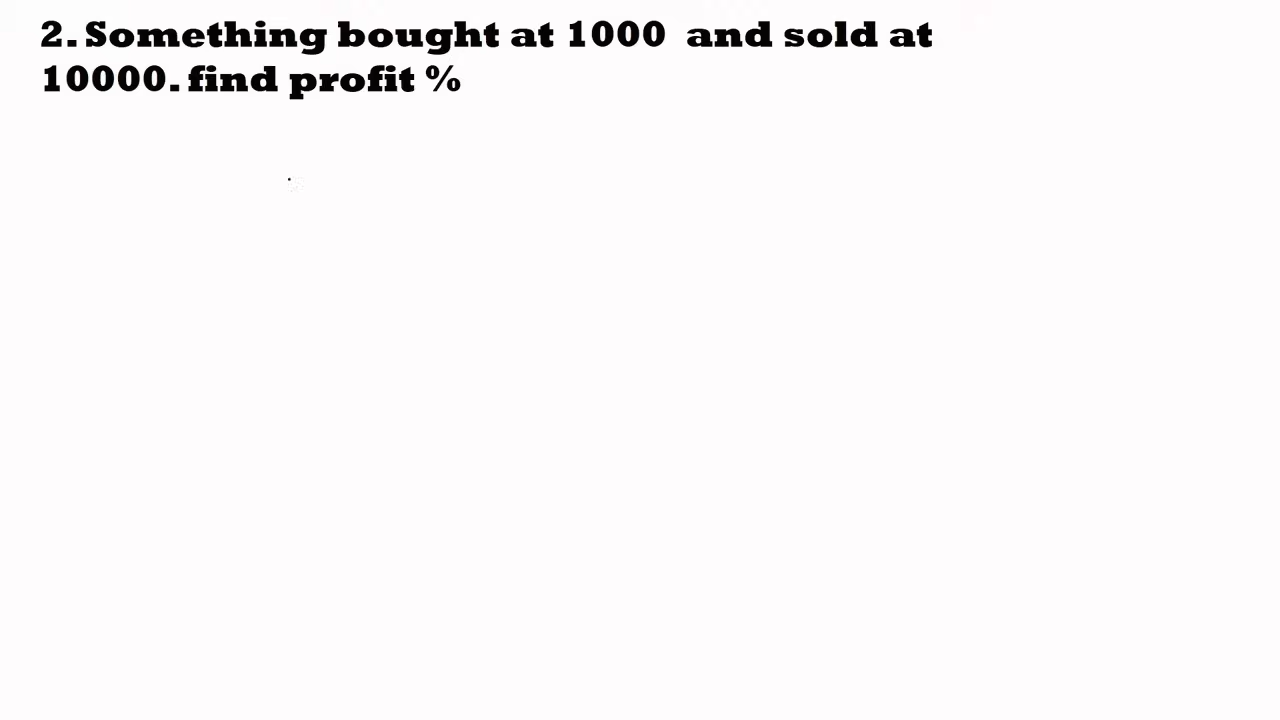 2. Something bought at 1000  and sold at
10000. find profit %